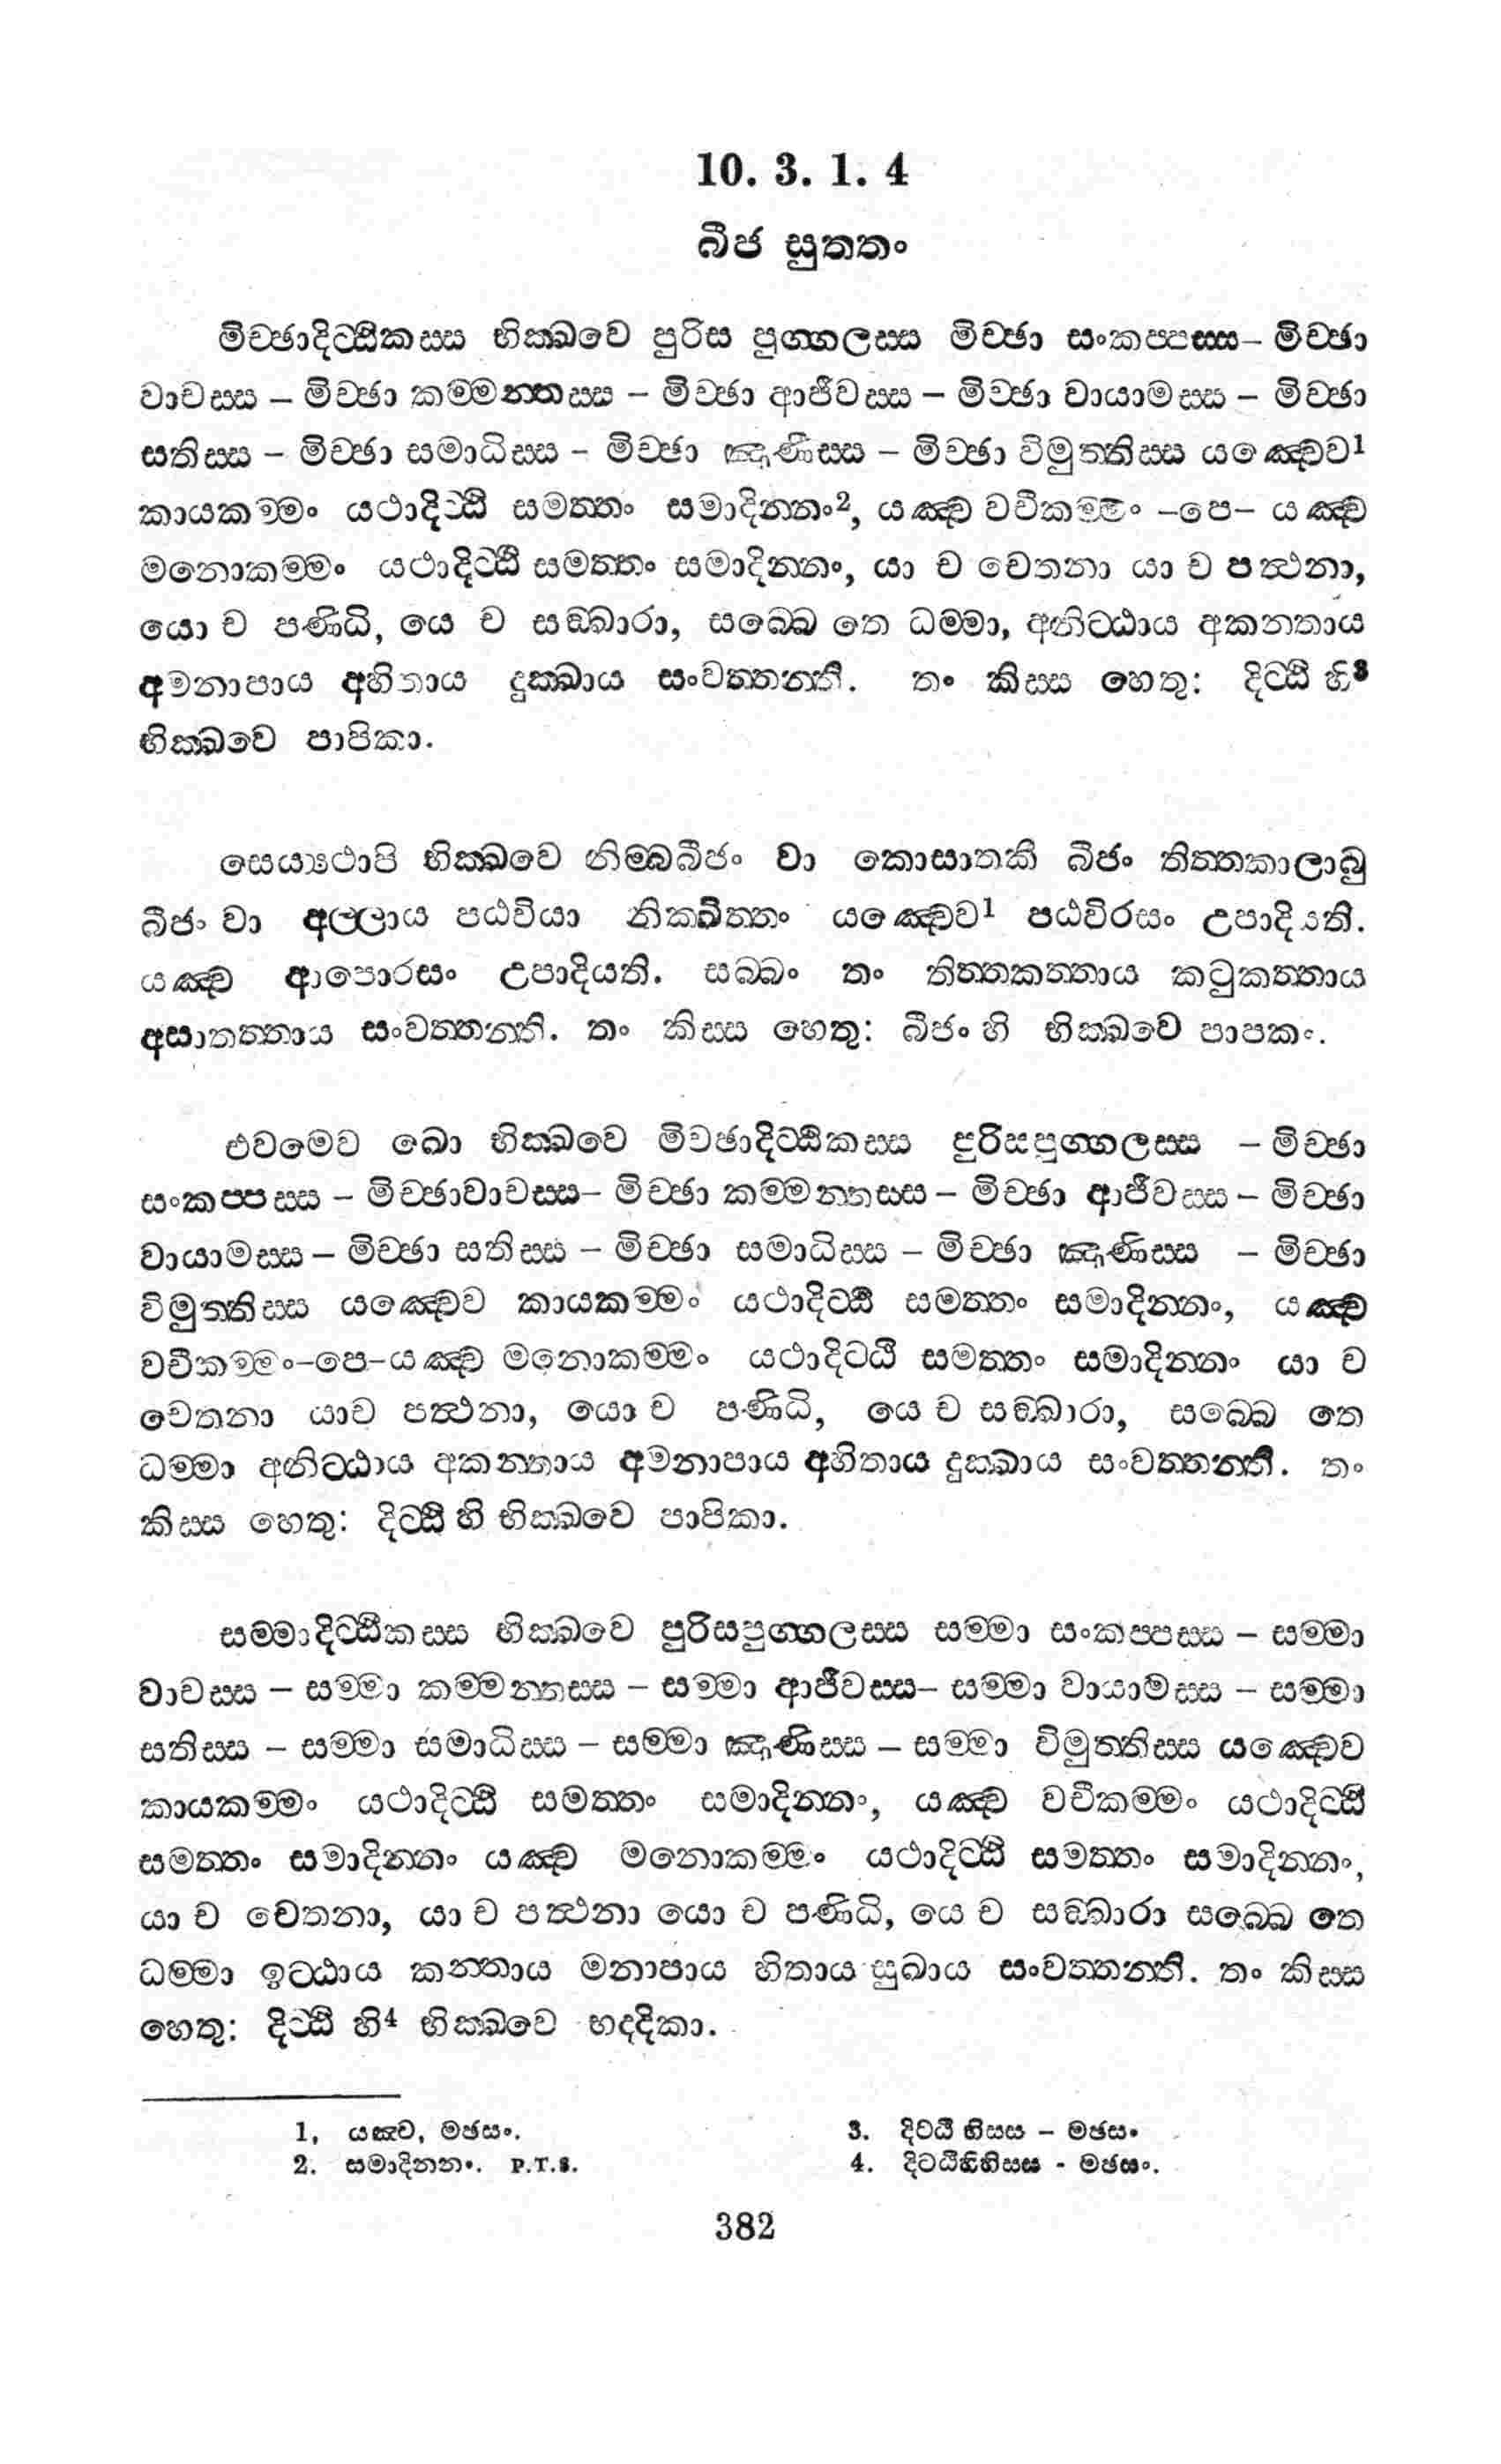 10. 3. 1. 4
බීජ සුත්තං
මිච්ඡාදිට්ඨිකස්ස භික්ඛවෙ පුරිස පුග්ගලස්ස මිච්ඡා සංකප්පස්ස– මිච්ඡා
වාචස්ස – මිච්ඡා කම්මන්තස්ස – මිච්ඡා ආජීවස්ස – මිච්ඡා වායාමස්ස – මිච්ඡා
සතිස්ස – මිච්ඡා සමාධිස්ස – මිච්ඡා ඤාණිස්ස – මිච්ඡා විමුත්තිස්ස යඤ්චෙව1
කායකම්මං යථාදිට්ඨි සමත්තං සමාදින්නං2, යඤ්ච වචීකම්මං –පෙ– යඤ්ච
මනොකම්මං යථාදිට්ඨි සමත්තං සමාදින්නං, යා ච චෙතනා යා ච පත්ථනා,
යො ච පණිධි, යෙ ච සඞ්ඛාරා, සබ්බෙ තෙ ධම්මා, අනිට්ඨාය අකන්තාය
අමනාපාය අහිතාය දුක්ඛාය සංවත්තන්ති. තං කිස්ස හෙතු: දිට්ඨි හි3
භික්ඛවෙ පාපිකා.
සෙය්‍යථාපි භික්ඛවෙ නිම්බබීජං වා කොසාතකී බීජං තිත්තකාලාබු
බීජං වා අල්ලාය පඨවියා නික්ඛිත්තං යඤ්චෙව1 පඨවිරසං උපාදියති.
යඤ්ච ආපොරසං උපාදියති. සබ්බං තං තිත්තකත්තාය කටුකත්තාය
අසාතත්තාය සංවත්තන්ති. තං කිස්ස හෙතු: බීජං හි භික්ඛවෙ පාපකං.
එවමෙව ඛො භික්ඛවෙ මිච්ඡාදිට්ඨිකස්ස පුරිසපුග්ගලස්ස – මිච්ඡා
සංකප්පස්ස – මිච්ඡාවාචස්ස– මිච්ඡා කම්මන්තස්ස – මිච්ඡා ආජීවස්ස – මිච්ඡා
වායාමස්ස – මිච්ඡා සතිස්ස – මිච්ඡා සමාධිස්ස – මිච්ඡා ඤාණිස්ස – මිච්ඡා
විමුත්තිස්ස යඤ්චෙව කායකම්මං යථාදිට්ඨි සමත්තං සමාදින්නං, යඤ්ච
වචීකම්මං–පෙ–යඤ්ච මනොකම්මං යථාදිට්ඨි සමත්තං සමාදින්නං යා ච
චෙතනා යාච පත්ථනා, යො ච පණිධි, යෙ ච සඞ්ඛාරා, සබ්බෙ තෙ
ධම්මා අනිට්ඨාය අකන්තාය අමනාපාය අහිතාය දුක්ඛාය සංවත්තන්ති. තං
කිස්ස හෙතු: දිට්ඨි හි භික්ඛවෙ පාපිකා.
සම්මාදිට්ඨිකස්ස භික්ඛවෙ පුරිසපුග්ගලස්ස සම්මා සංකප්පස්ස – සම්මා
වාචස්ස – සම්මා කම්මන්තස්ස – සම්මා ආජීවස්ස– සම්මා වායාමස්ස – සම්මා
සතිස්ස – සම්මා සමාධිස්ස – සම්මා ඤාණිස්ස – සම්මා විමුත්තිස්ස යඤ්චෙව
කායකම්මං යථාදිට්ඨි සමත්තං සමාදින්නං, යඤ්ච වචීකම්මං යථාදිට්ඨි
සමත්තං සමාදින්නං යඤ්ච මනොකම්මං යථාදිට්ඨි සමත්තං සමාදින්නං,
යා ච චෙතනා, යා ච පත්ථනා යො ච පණිධි, යෙ ච සඞ්ඛාරා සබ්බෙ තෙ
ධම්මා ඉට්ඨාය කන්තාය මනාපාය හිතාය සුඛාය සංවත්තන්ති. තං කිස්ස
හෙතු: දිට්ඨි හි4 භික්ඛවෙ භද්දිකා.
1, යඤ්ච, මඡසං.
2. සමාදින්නං. P.T.S.
3. දිට්ඨි හිස්ස – මඡසං
4. දිට්ඨිහිහිස්ස - මඡසං.
382